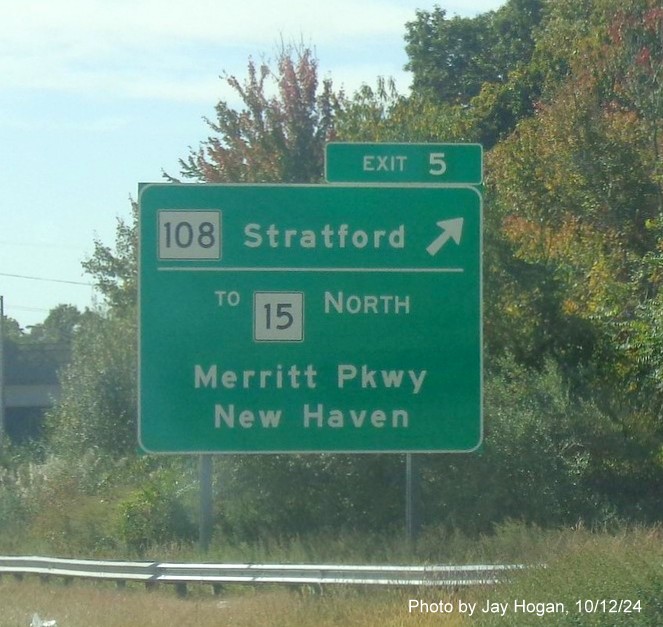 EXIT 5
108 Stratford
TO 15 NORTH
Merritt Pkwy
New Haven
Photo by Jay Hogan, 10/12/24